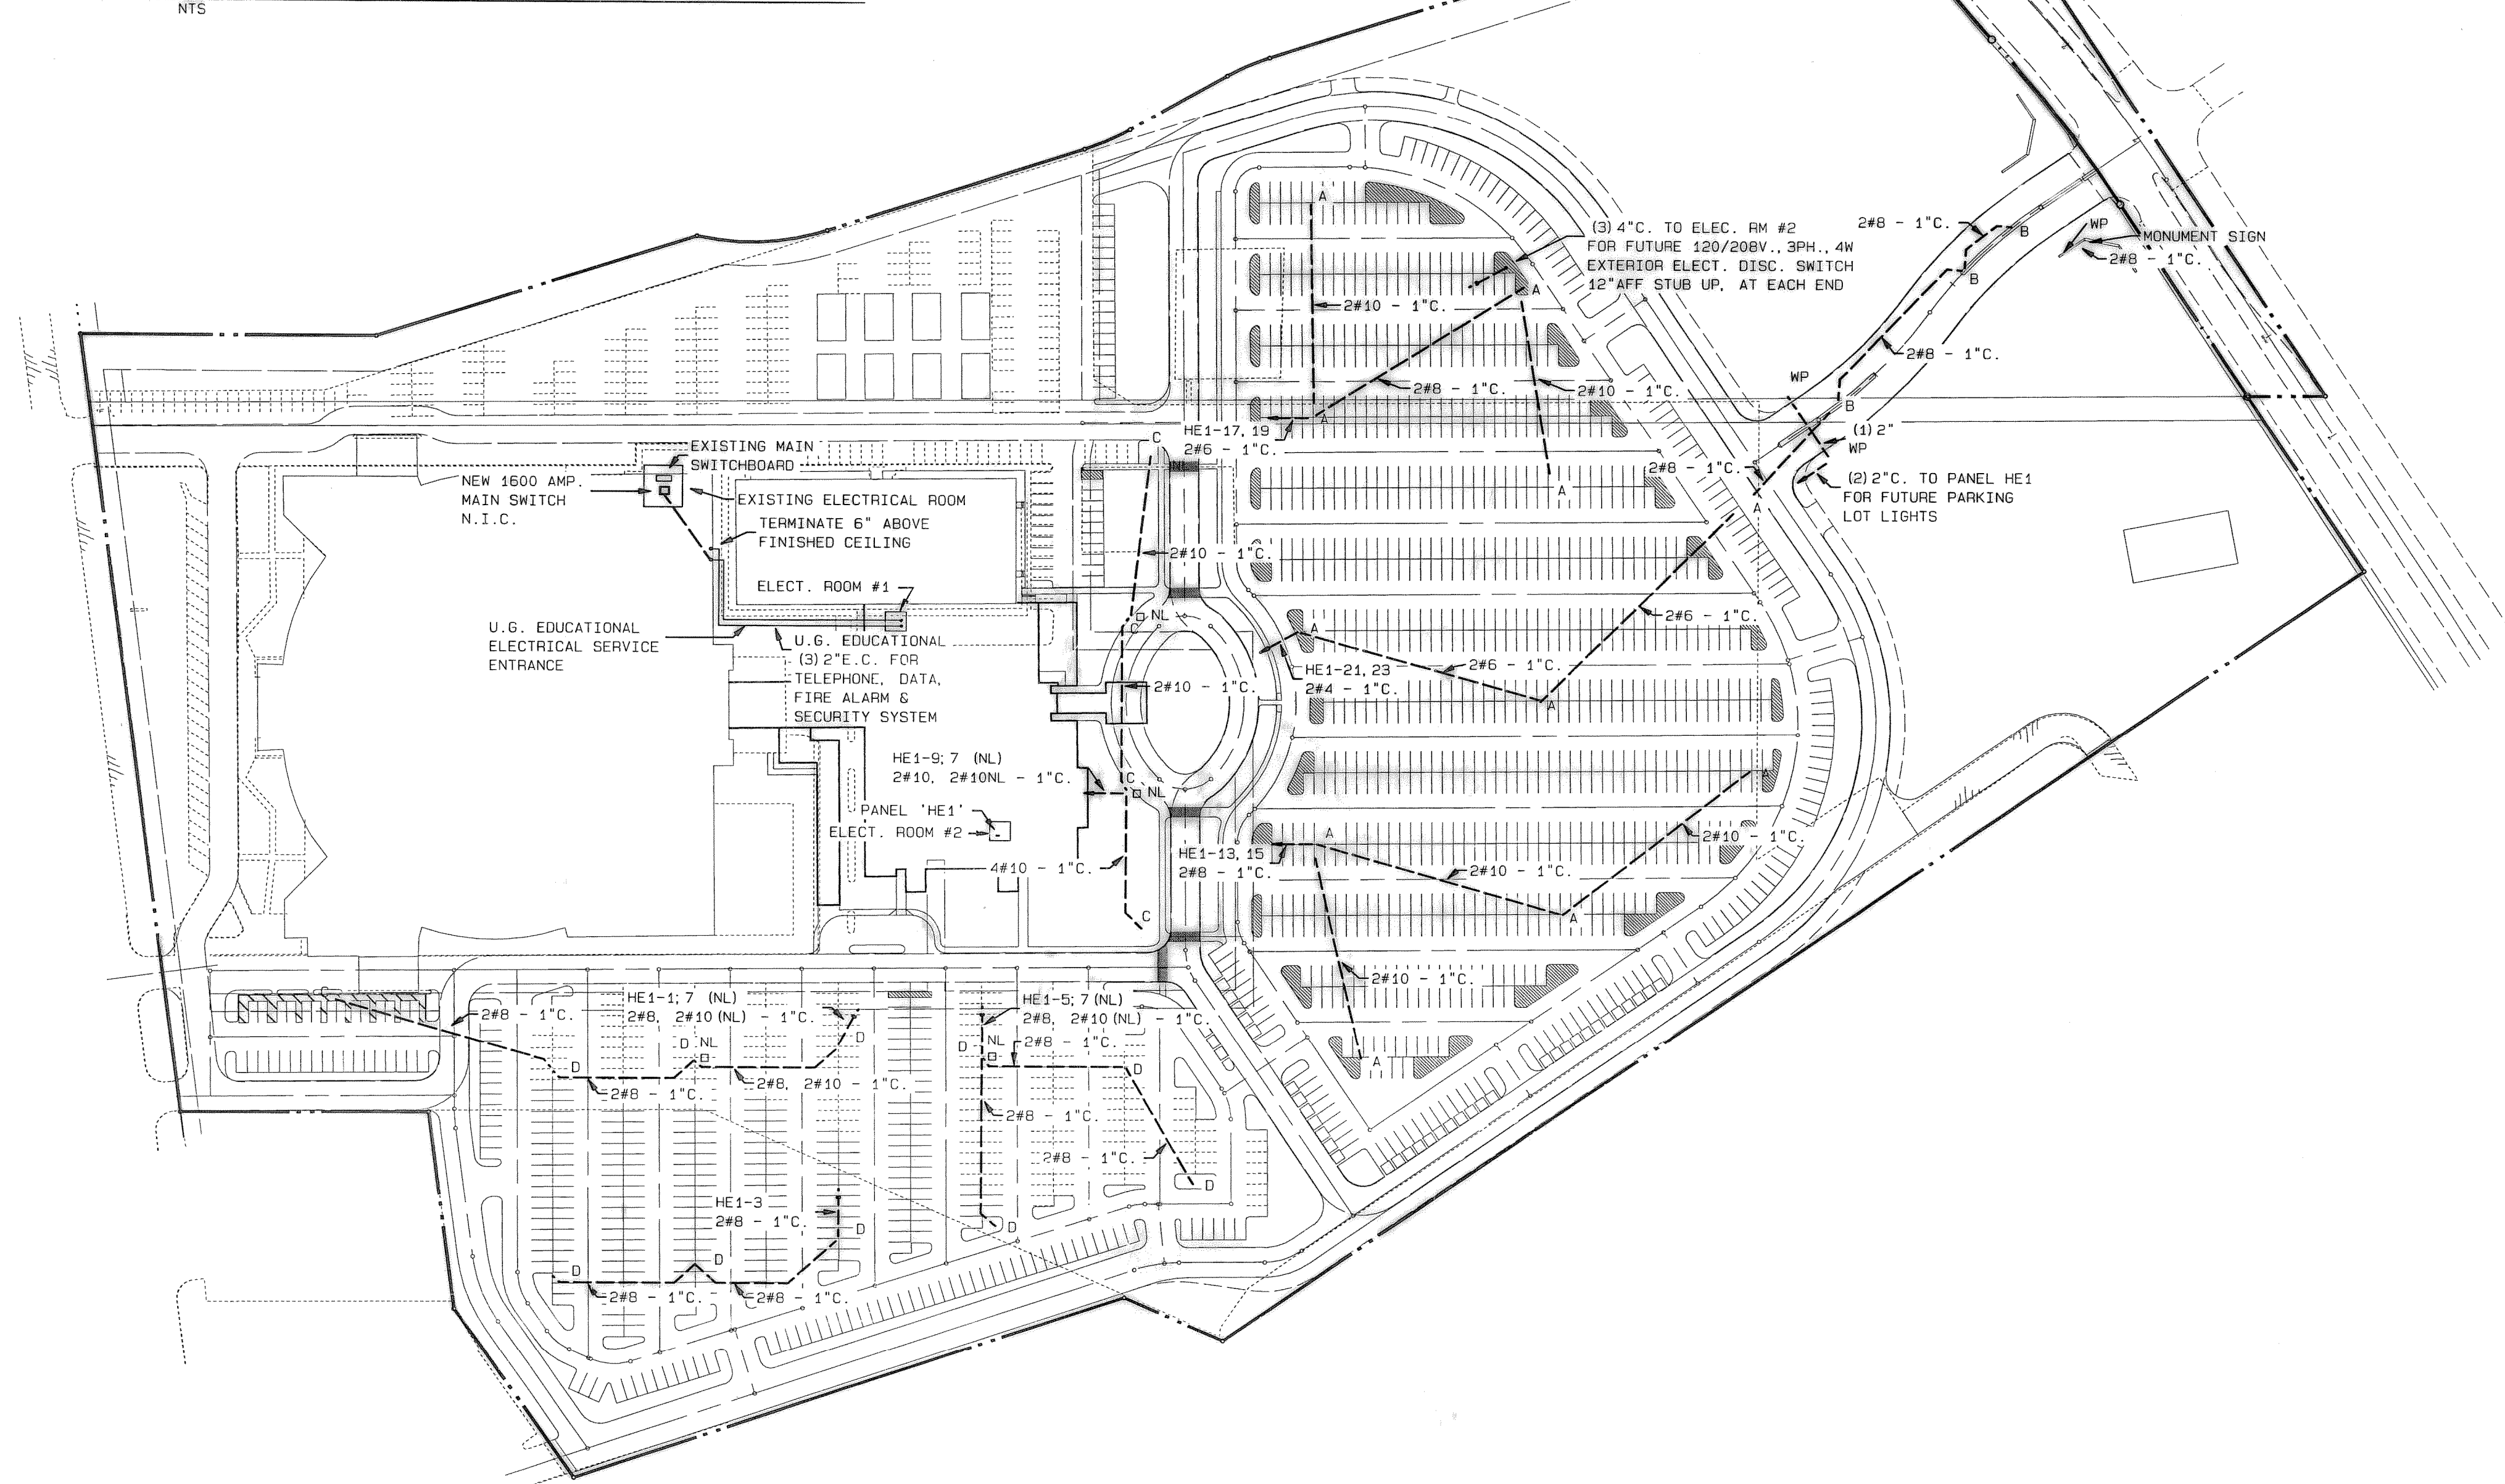 NTS
A
(3) 4"C. TO ELEC. RM #2
FOR FUTURE 120/208V., 3PH., 4W
EXTERIOR ELECT. DISC. SWITCH
12"AFF STUB UP, AT EACH END
2#8 - 1"C.
B
WP
MONUMENT SIGN
2#8 - 1"C.
B
A
2#10 - 1"C.
2#8 - 1"C.
2#8 - 1"C.
2#10 - 1"C.
WP
B
A
HE1-17, 19
2#6 - 1"C.
(1) 2"
WP
C
NL
EXISTING MAIN
SWITCHBOARD
NEW 1600 AMP.
MAIN SWITCH
N.I.C.
EXISTING ELECTRICAL ROOM
TERMINATE 6" ABOVE
FINISHED CEILING
2#8 - 1"C.
(2) 2"C. TO PANEL HE1
FOR FUTURE PARKING
LOT LIGHTS
A
A
2#10 - 1"C.
ELECT. ROOM #1
NL
C
A
2#6 - 1"C.
U.G. EDUCATIONAL
ELECTRICAL SERVICE
ENTRANCE
U.G. EDUCATIONAL
(3) 2"E.C. FOR
TELEPHONE, DATA,
FIRE ALARM &
SECURITY SYSTEM
2#6 - 1"C.
HE1-21, 23
2#4 - 1"C.
2#10 - 1"C.
A
HE1-9; 7 (NL)
2#10, 2#10NL - 1"C.
C
NL
A
PANEL 'HE1'
ELECT. ROOM #2
A
2#10 - 1"C.
HE1-13, 15
2#8 - 1"C.
4#10 - 1"C.
2#10 - 1"C.
C
A
2#10 - 1"C.
HE1-1; 7 (NL)
2#8, 2#10 (NL) - 1"C.
2#8 - 1"C.
HE1-5; 7 (NL)
2#8, 2#10 (NL) - 1"C.
D
NL
D
D
NL
2#8 - 1"C.
D
D
A
2#8, 2#10 - 1"C.
2#8 - 1"C.
2#8 - 1"C.
2#8 - 1"C.
D
HE1-3
2#8 - 1"C.
D
D
D
D
2#8 - 1"C.
2#8 - 1"C.